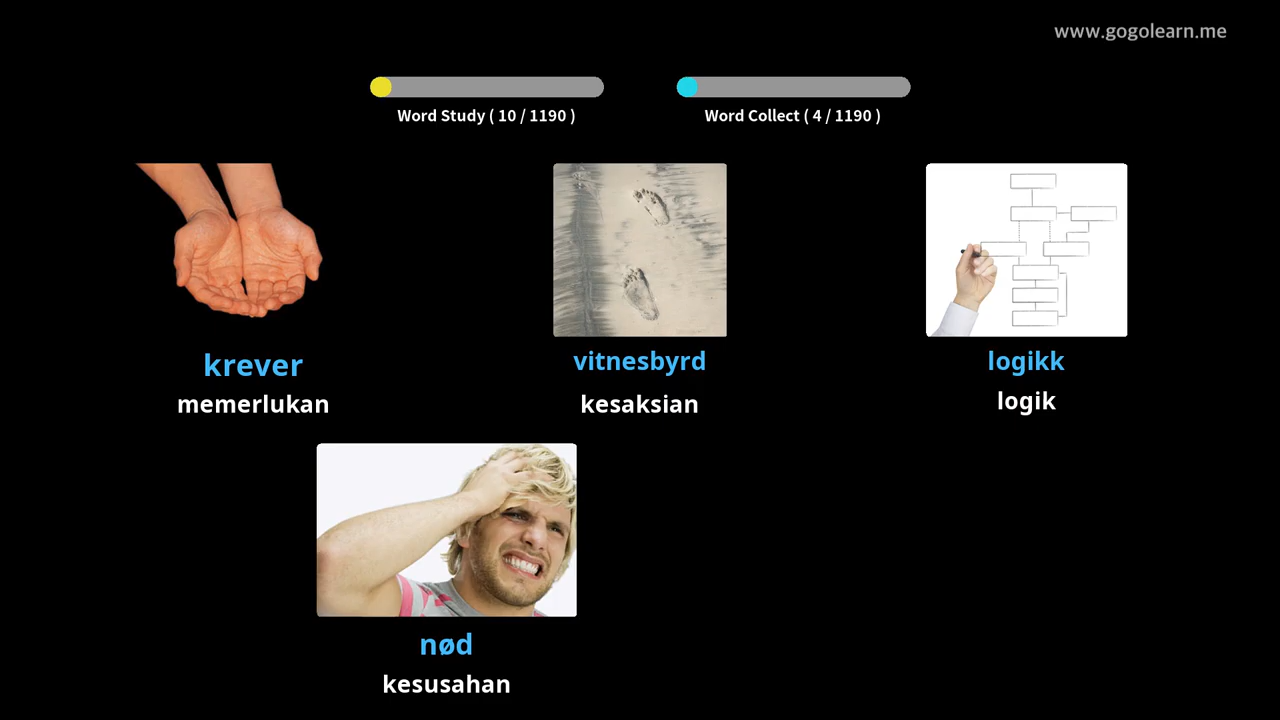 www.gogolearn.me
Word Study ( 10 / 1190 )
Word Collect ( 4 / 1190 )
krever
memerlukan
vitnesbyrd
kesaksian
logikk
logik
nød
kesusahan